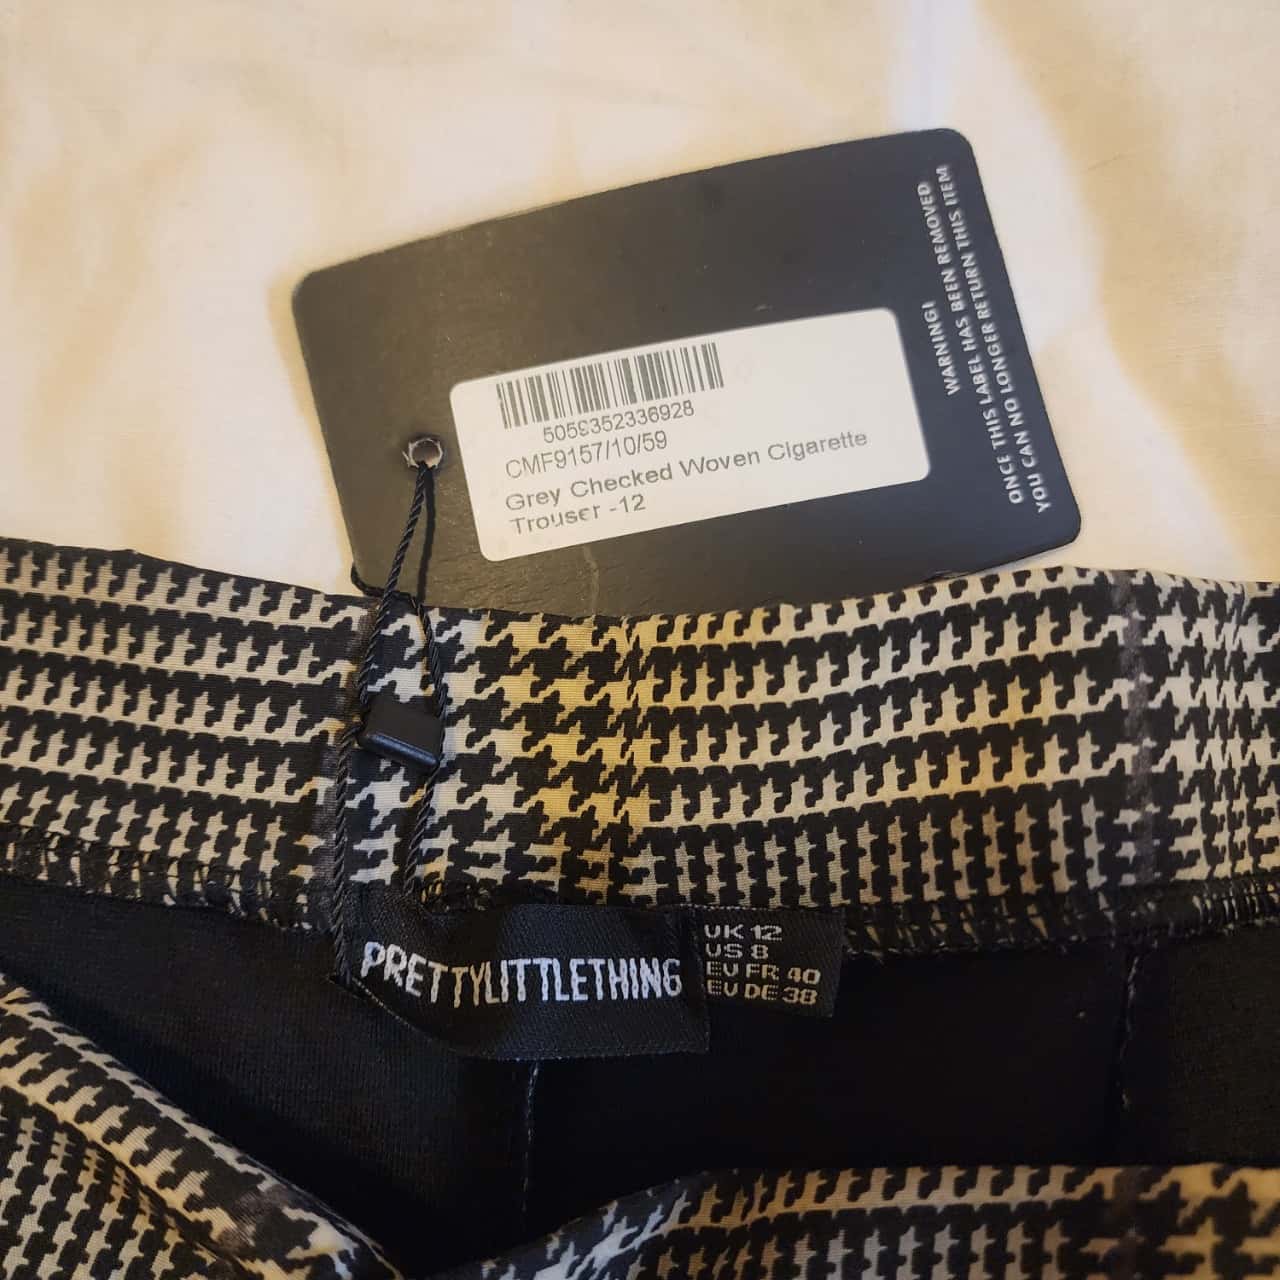 WARNING!
ONCE THIS LABEL HAS BEEN REMOVED
YOU CAN NO LONGER RETURN THIS ITEM
5059352336928
CMF9157/10/59
Grey Checked Woven Cigarette
Trouser -12
PRETTYLITTLETHING
UK 12
US 8
EU FR 40
EU DE 38